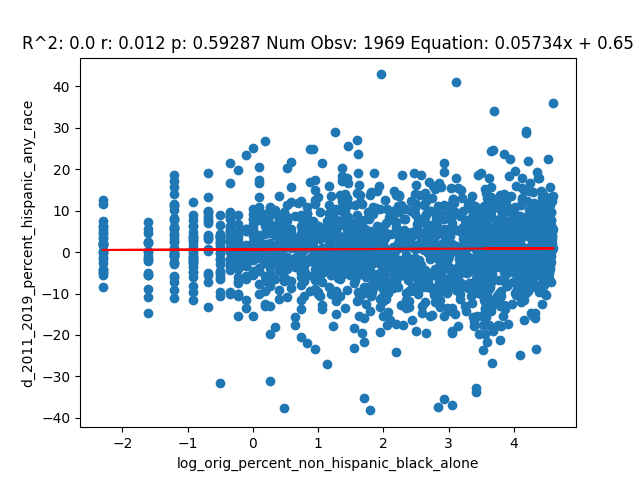 R^2: 0.0 r: 0.012 p: 0.59287 Num Obsv: 1969 Equation: 0.05734x + 0.65
40
30
20
10
0
−10
−20
−30
−40
d_2011_2019_percent_hispanic_any_race
−2 −1 0 1 2 3 4
log_orig_percent_non_hispanic_black_alone